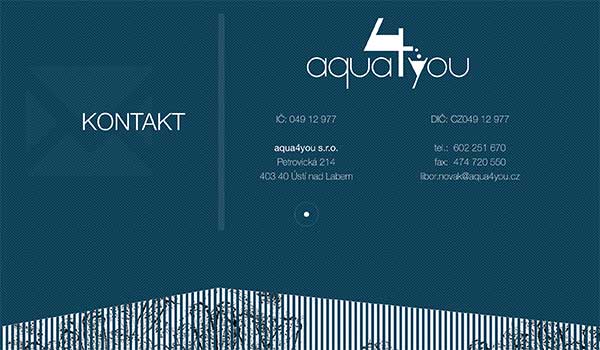 aqua4you
KONTAKT
IČ: 049 12 977
DIČ: CZ049 12 977
aqua4you s.r.o.
Petrovická 214
403 40 Ústí nad Labem
tel.: 602 251 670
fax: 474 720 550
libor.novak@aqua4you.cz